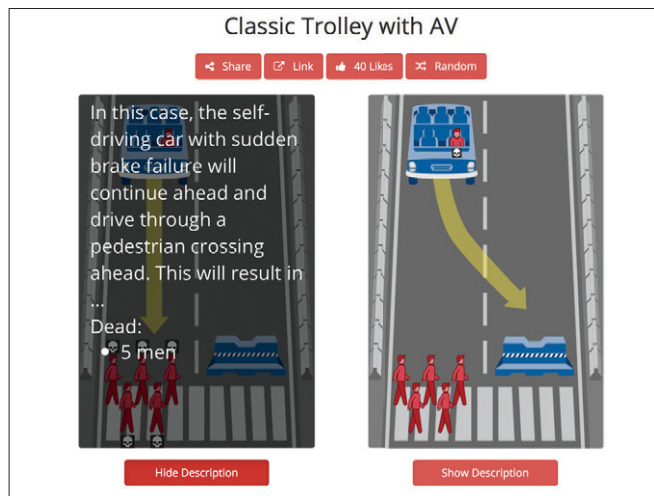 Classic Trolley with AV
Share Link 40 Likes Random
In this case, the self-
driving car with sudden
brake failure will
continue ahead and
drive through a
pedestrian crossing
ahead. This will result in
...
Dead:
• 5 men
Hide Description Show Description